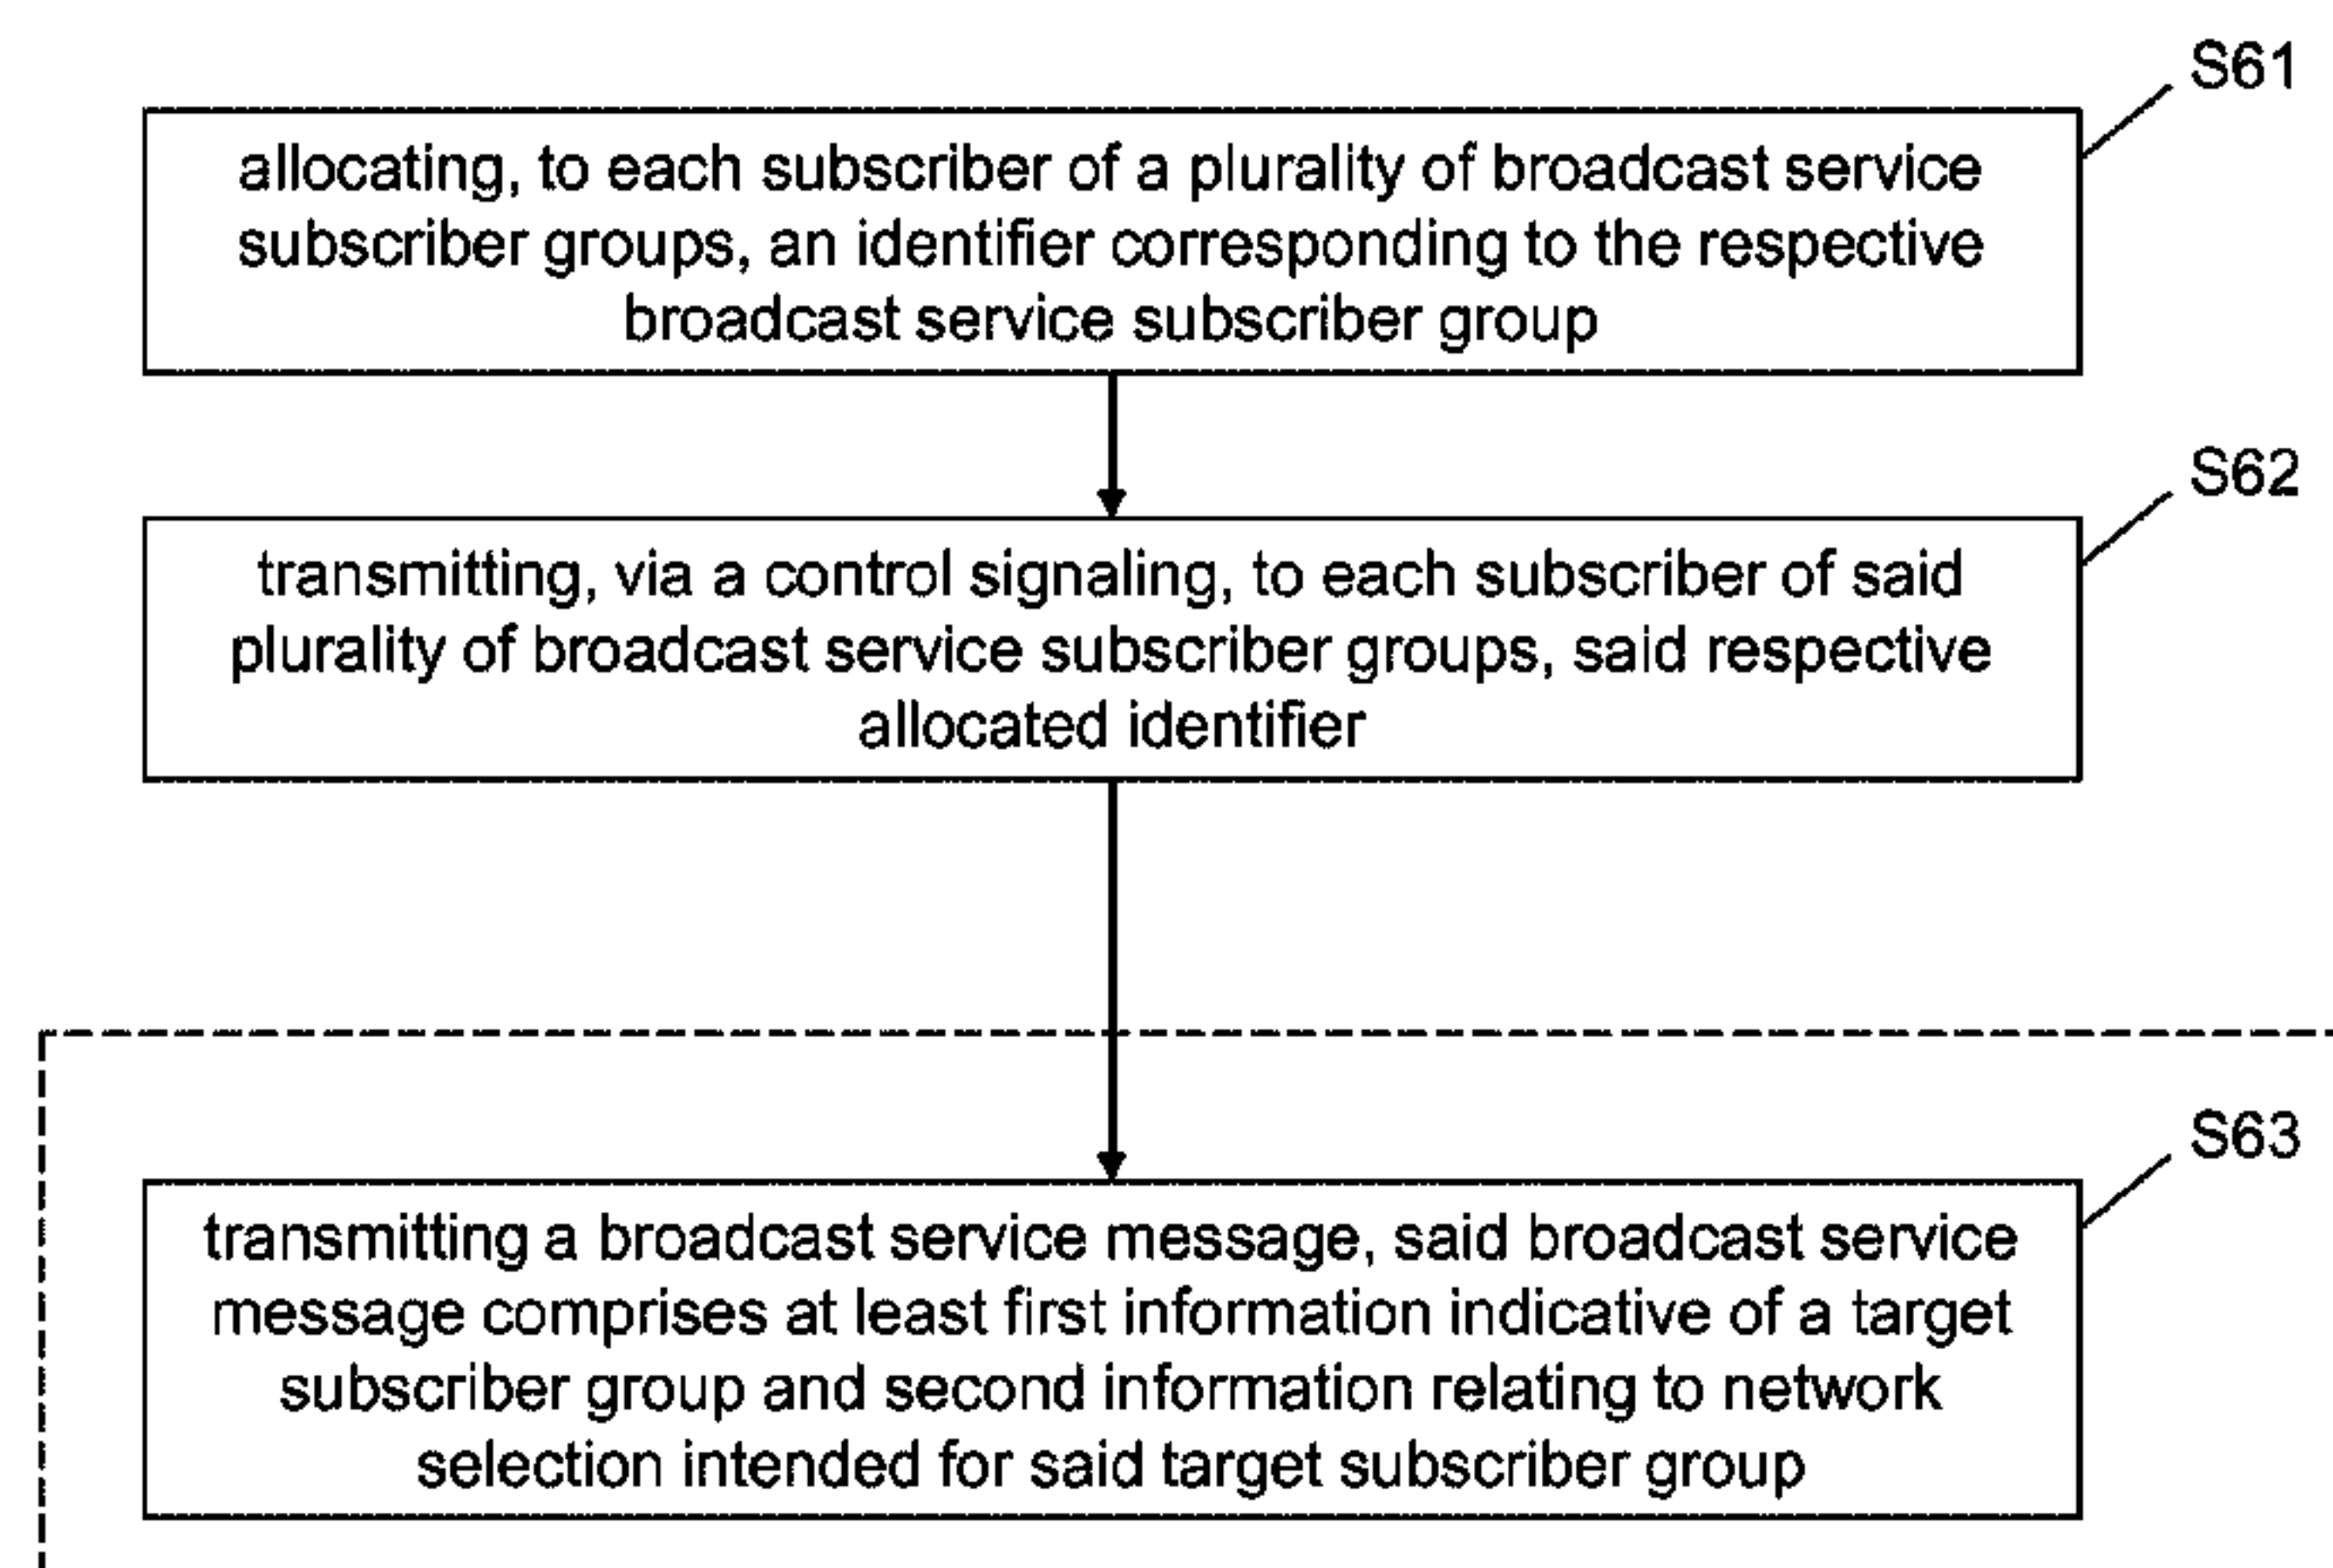 S61
allocating, to each subscriber of a plurality of broadcast service
subscriber groups, an identifier corresponding to the respective
broadcast service subscriber group
S62
transmitting, via a control signaling, to each subscriber of said
plurality of broadcast service subscriber groups, said respective
allocated identifier
S63
transmitting a broadcast service message, said broadcast service
message comprises at least first information indicative of a target
subscriber group and second information relating to network
selection intended for said target subscriber group